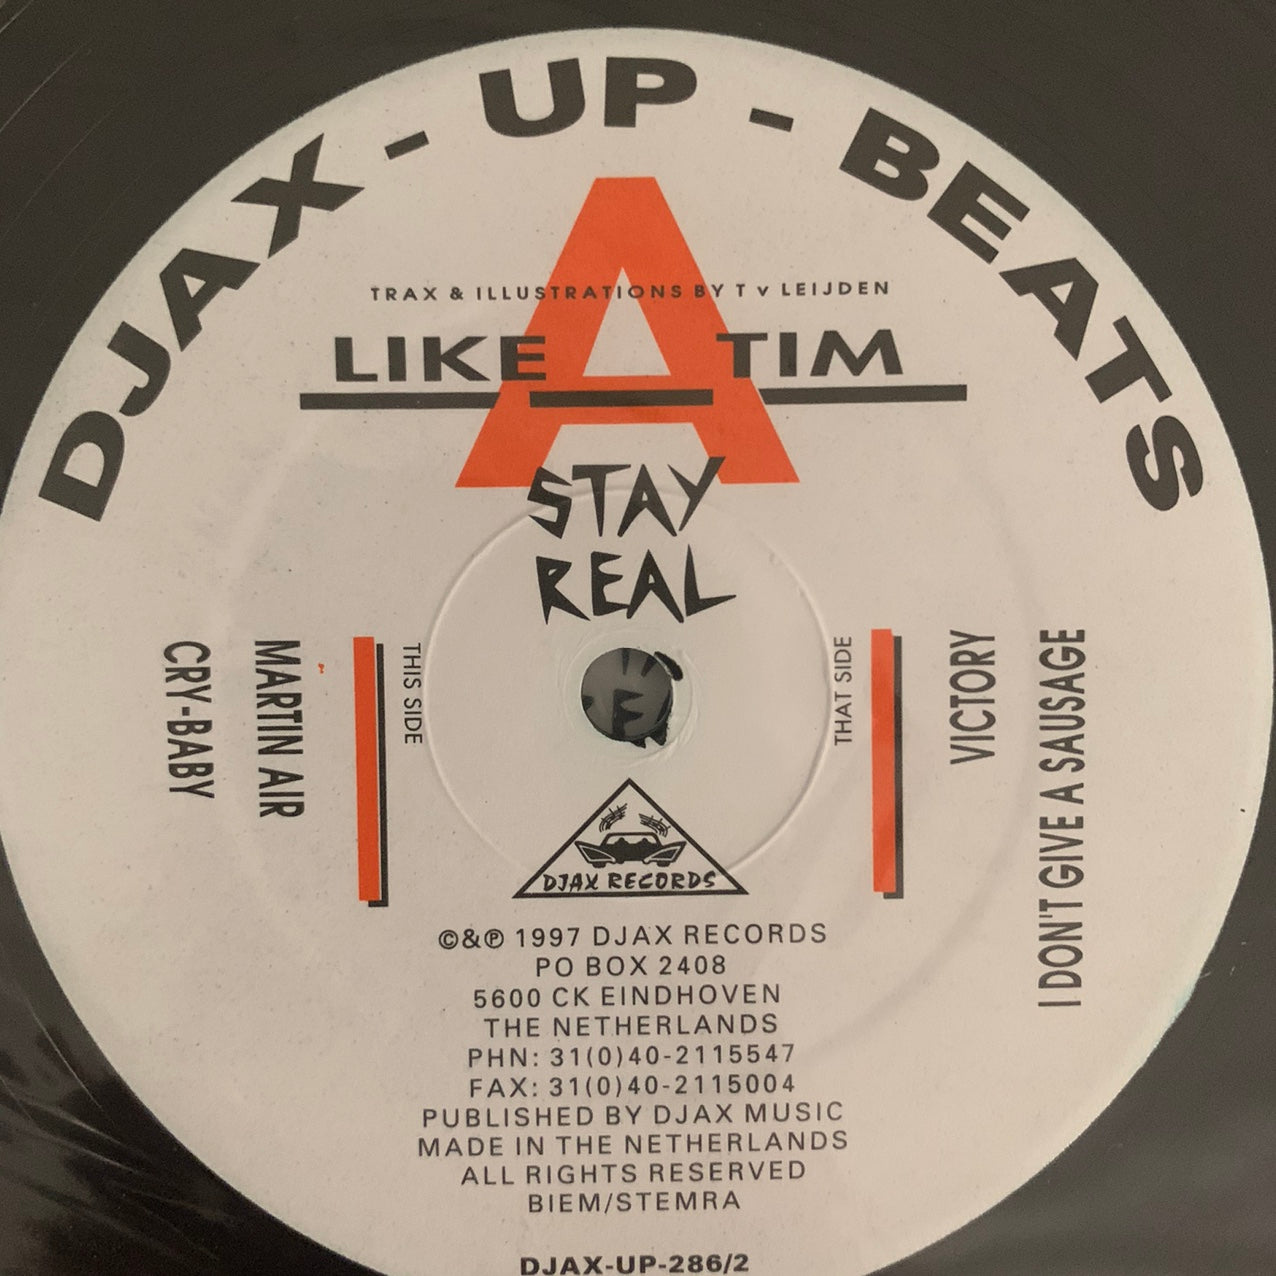 DJAX - UP - BEATS
TRAX & ILLUSTRATIONS BY T v LEIJDEN
LIKE A TIM
STAY
REAL
THIS SIDE
MARTIN AIR
CRY-BABY
THAT SIDE
VICTORY
I DON'T GIVE A SAUSAGE
DJAX RECORDS
©&℗ 1997 DJAX RECORDS
PO BOX 2408
5600 CK EINDHOVEN
THE NETHERLANDS
PHN: 31(0)40-2115547
FAX: 31(0)40-2115004
PUBLISHED BY DJAX MUSIC
MADE IN THE NETHERLANDS
ALL RIGHTS RESERVED
BIEM/STEMRA
DJAX-UP-286/2